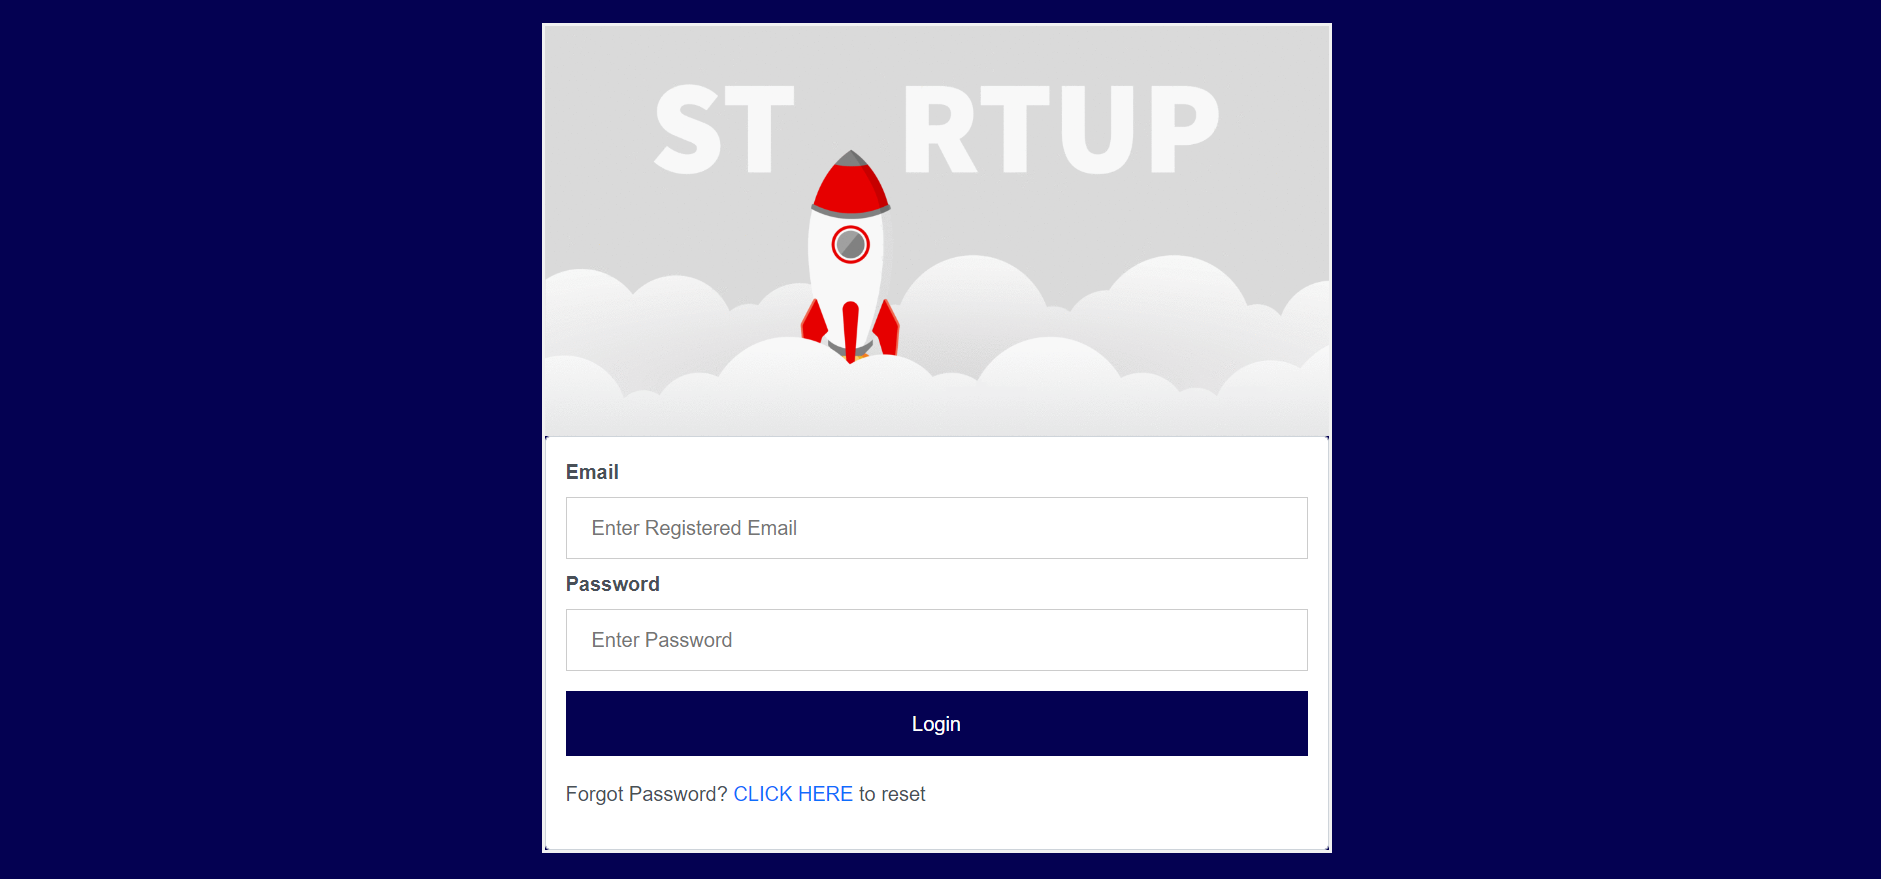 ST RTUP
Email
Enter Registered Email
Password
Enter Password
Login
Forgot Password? CLICK HERE to reset